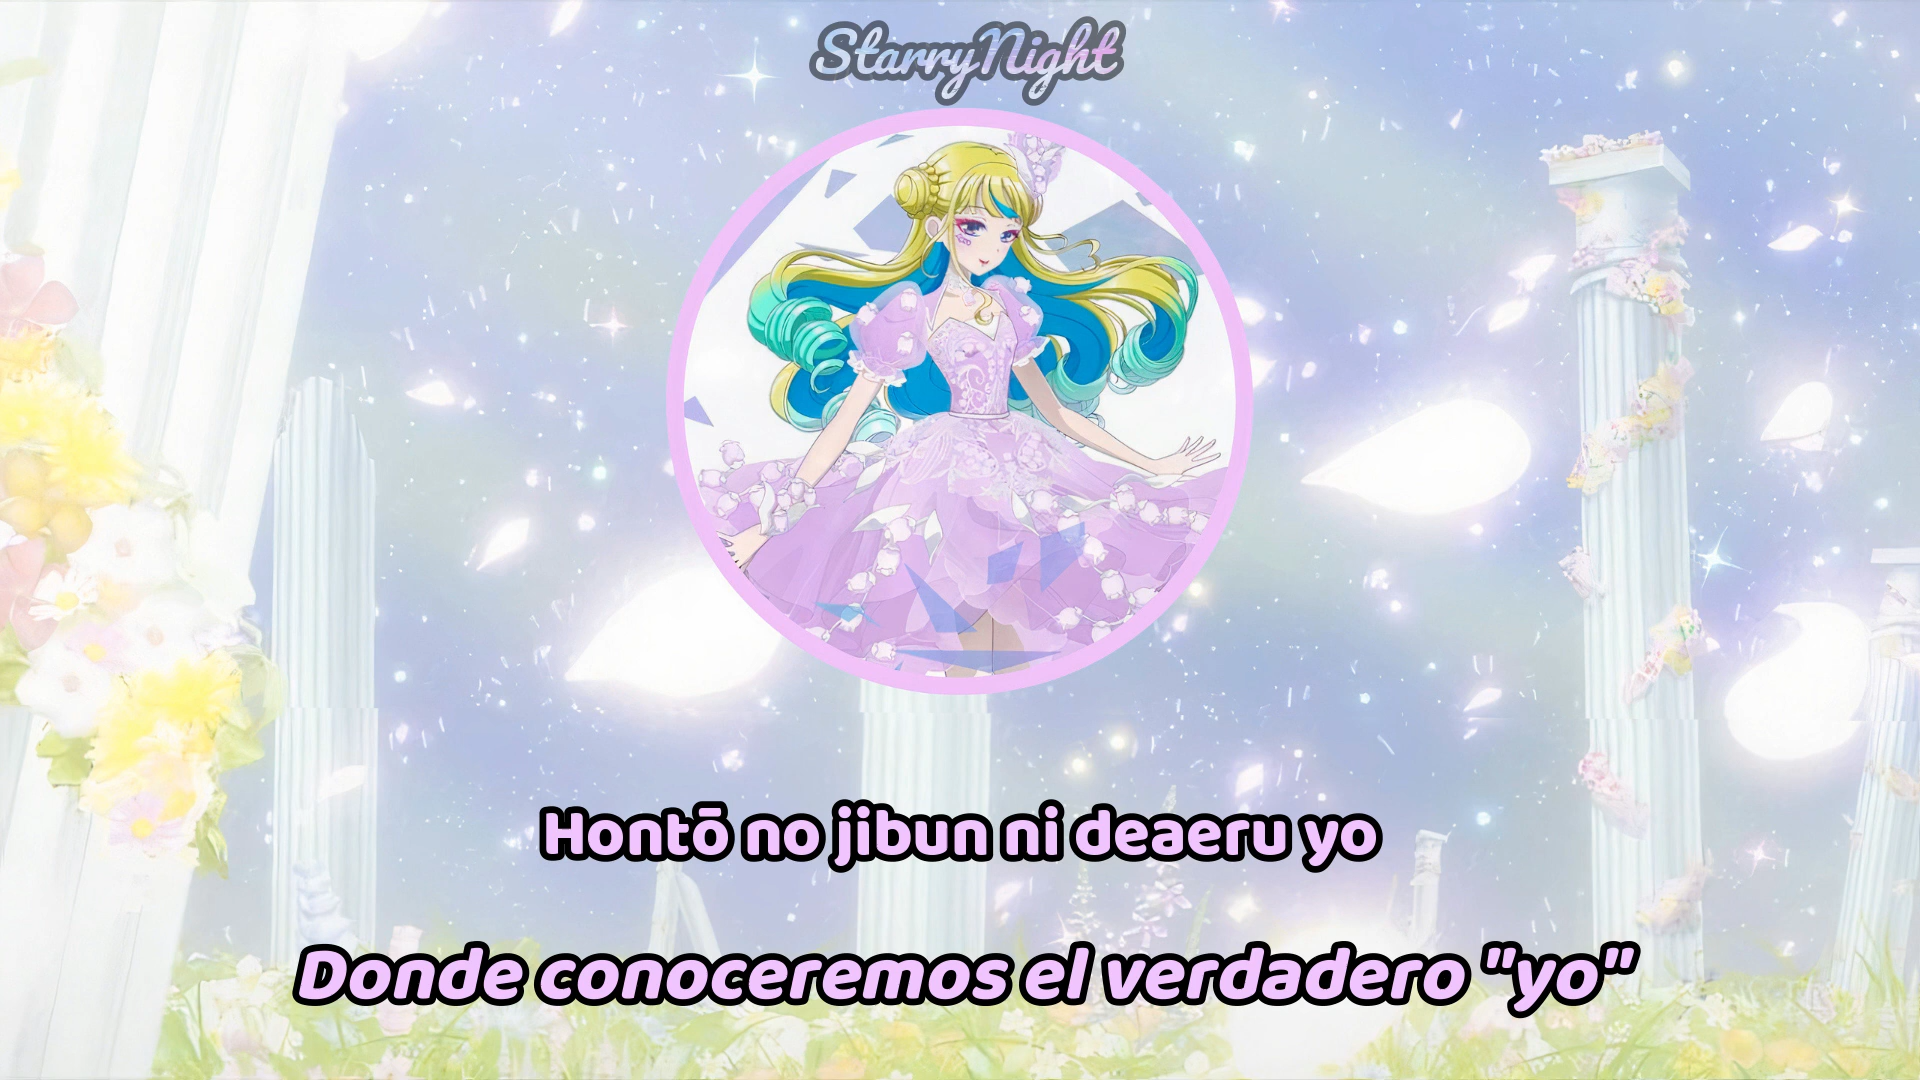 StarryNight
Hontō no jibun ni deaeru yo
Donde conoceremos el verdadero "yo"